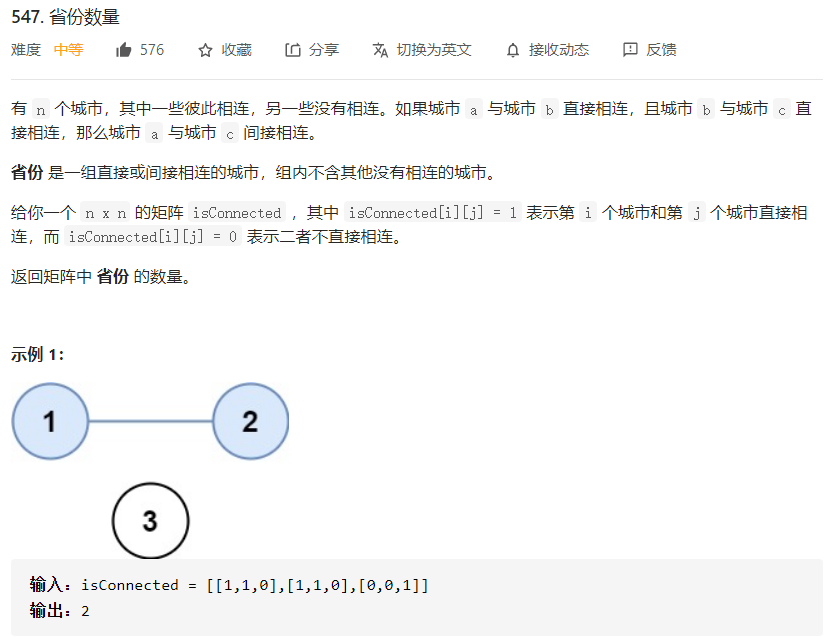 547. 省份数量
难度 中等 576 收藏 分享 切换为英文 接收动态 反馈
有 n 个城市，其中一些彼此相连，另一些没有相连。如果城市 a 与城市 b 直接相连，且城市 b 与城市 c 直
接相连，那么城市 a 与城市 c 间接相连。
省份 是一组直接或间接相连的城市，组内不含其他没有相连的城市。
给你一个 n x n 的矩阵 isConnected ，其中 isConnected[i][j] = 1 表示第 i 个城市和第 j 个城市直接相
连，而 isConnected[i][j] = 0 表示二者不直接相连。
返回矩阵中 省份 的数量。
示例 1：
1 2
3
输入：isConnected = [[1,1,0],[1,1,0],[0,0,1]]
输出：2